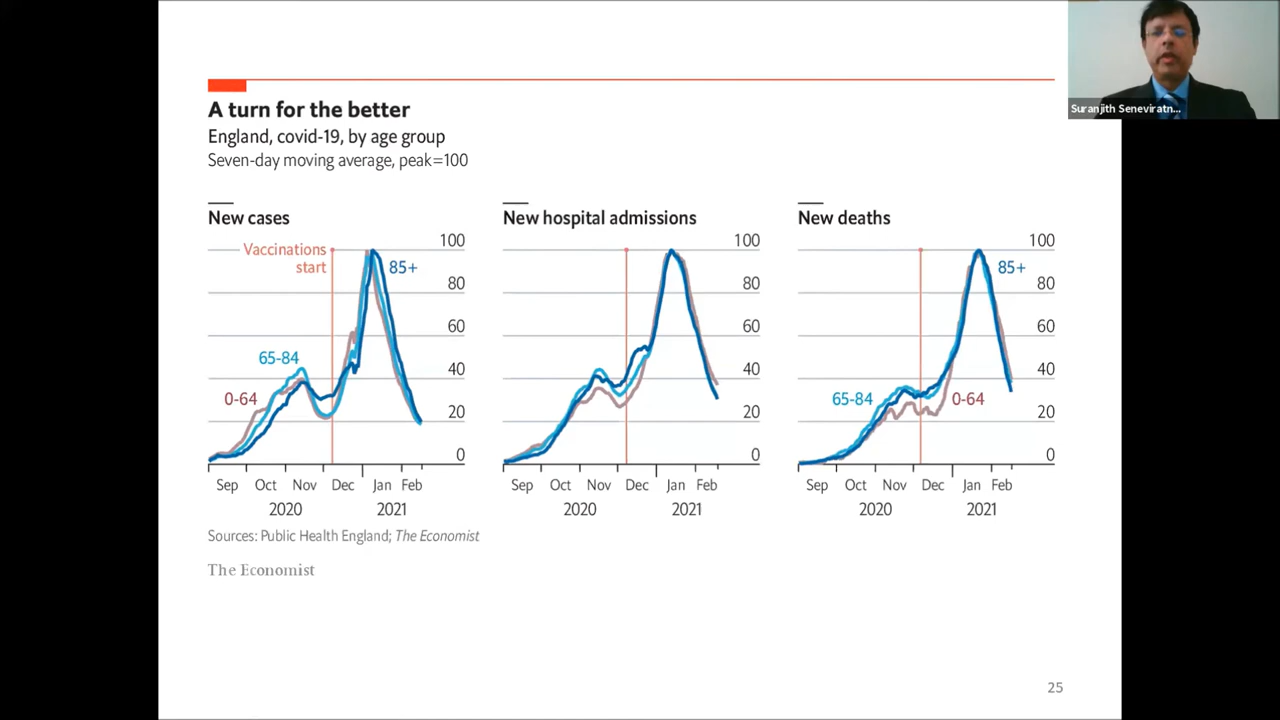 Suranjith Seneviratn...
A turn for the better
England, covid-19, by age group
Seven-day moving average, peak=100
New cases
Vaccinations
start
100
85+
80
60
65-84
40
0-64
20
0
Sep Oct Nov Dec Jan Feb
2020 2021
New hospital admissions
100
80
60
40
20
0
Sep Oct Nov Dec Jan Feb
2020 2021
New deaths
100
85+
80
60
40
65-84 0-64
20
0
Sep Oct Nov Dec Jan Feb
2020 2021
Sources: Public Health England; The Economist
The Economist
25